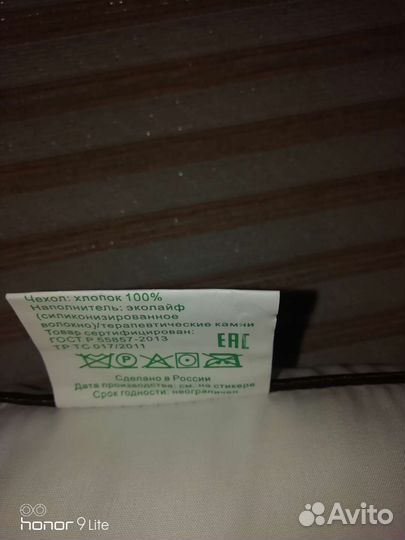 Чехол: хлопок 100%
Наполнитель: эколайф
(силиконизированное
волокно)/терапевтические камни
Товар сертифицирован:
ГОСТ Р 55857-2013
ТР ТС 017/2011
ЕАС
P
Сделано в России
Дата производства: см. на стикере
Срок годности: неограничен
honor 9 Lite
Avito